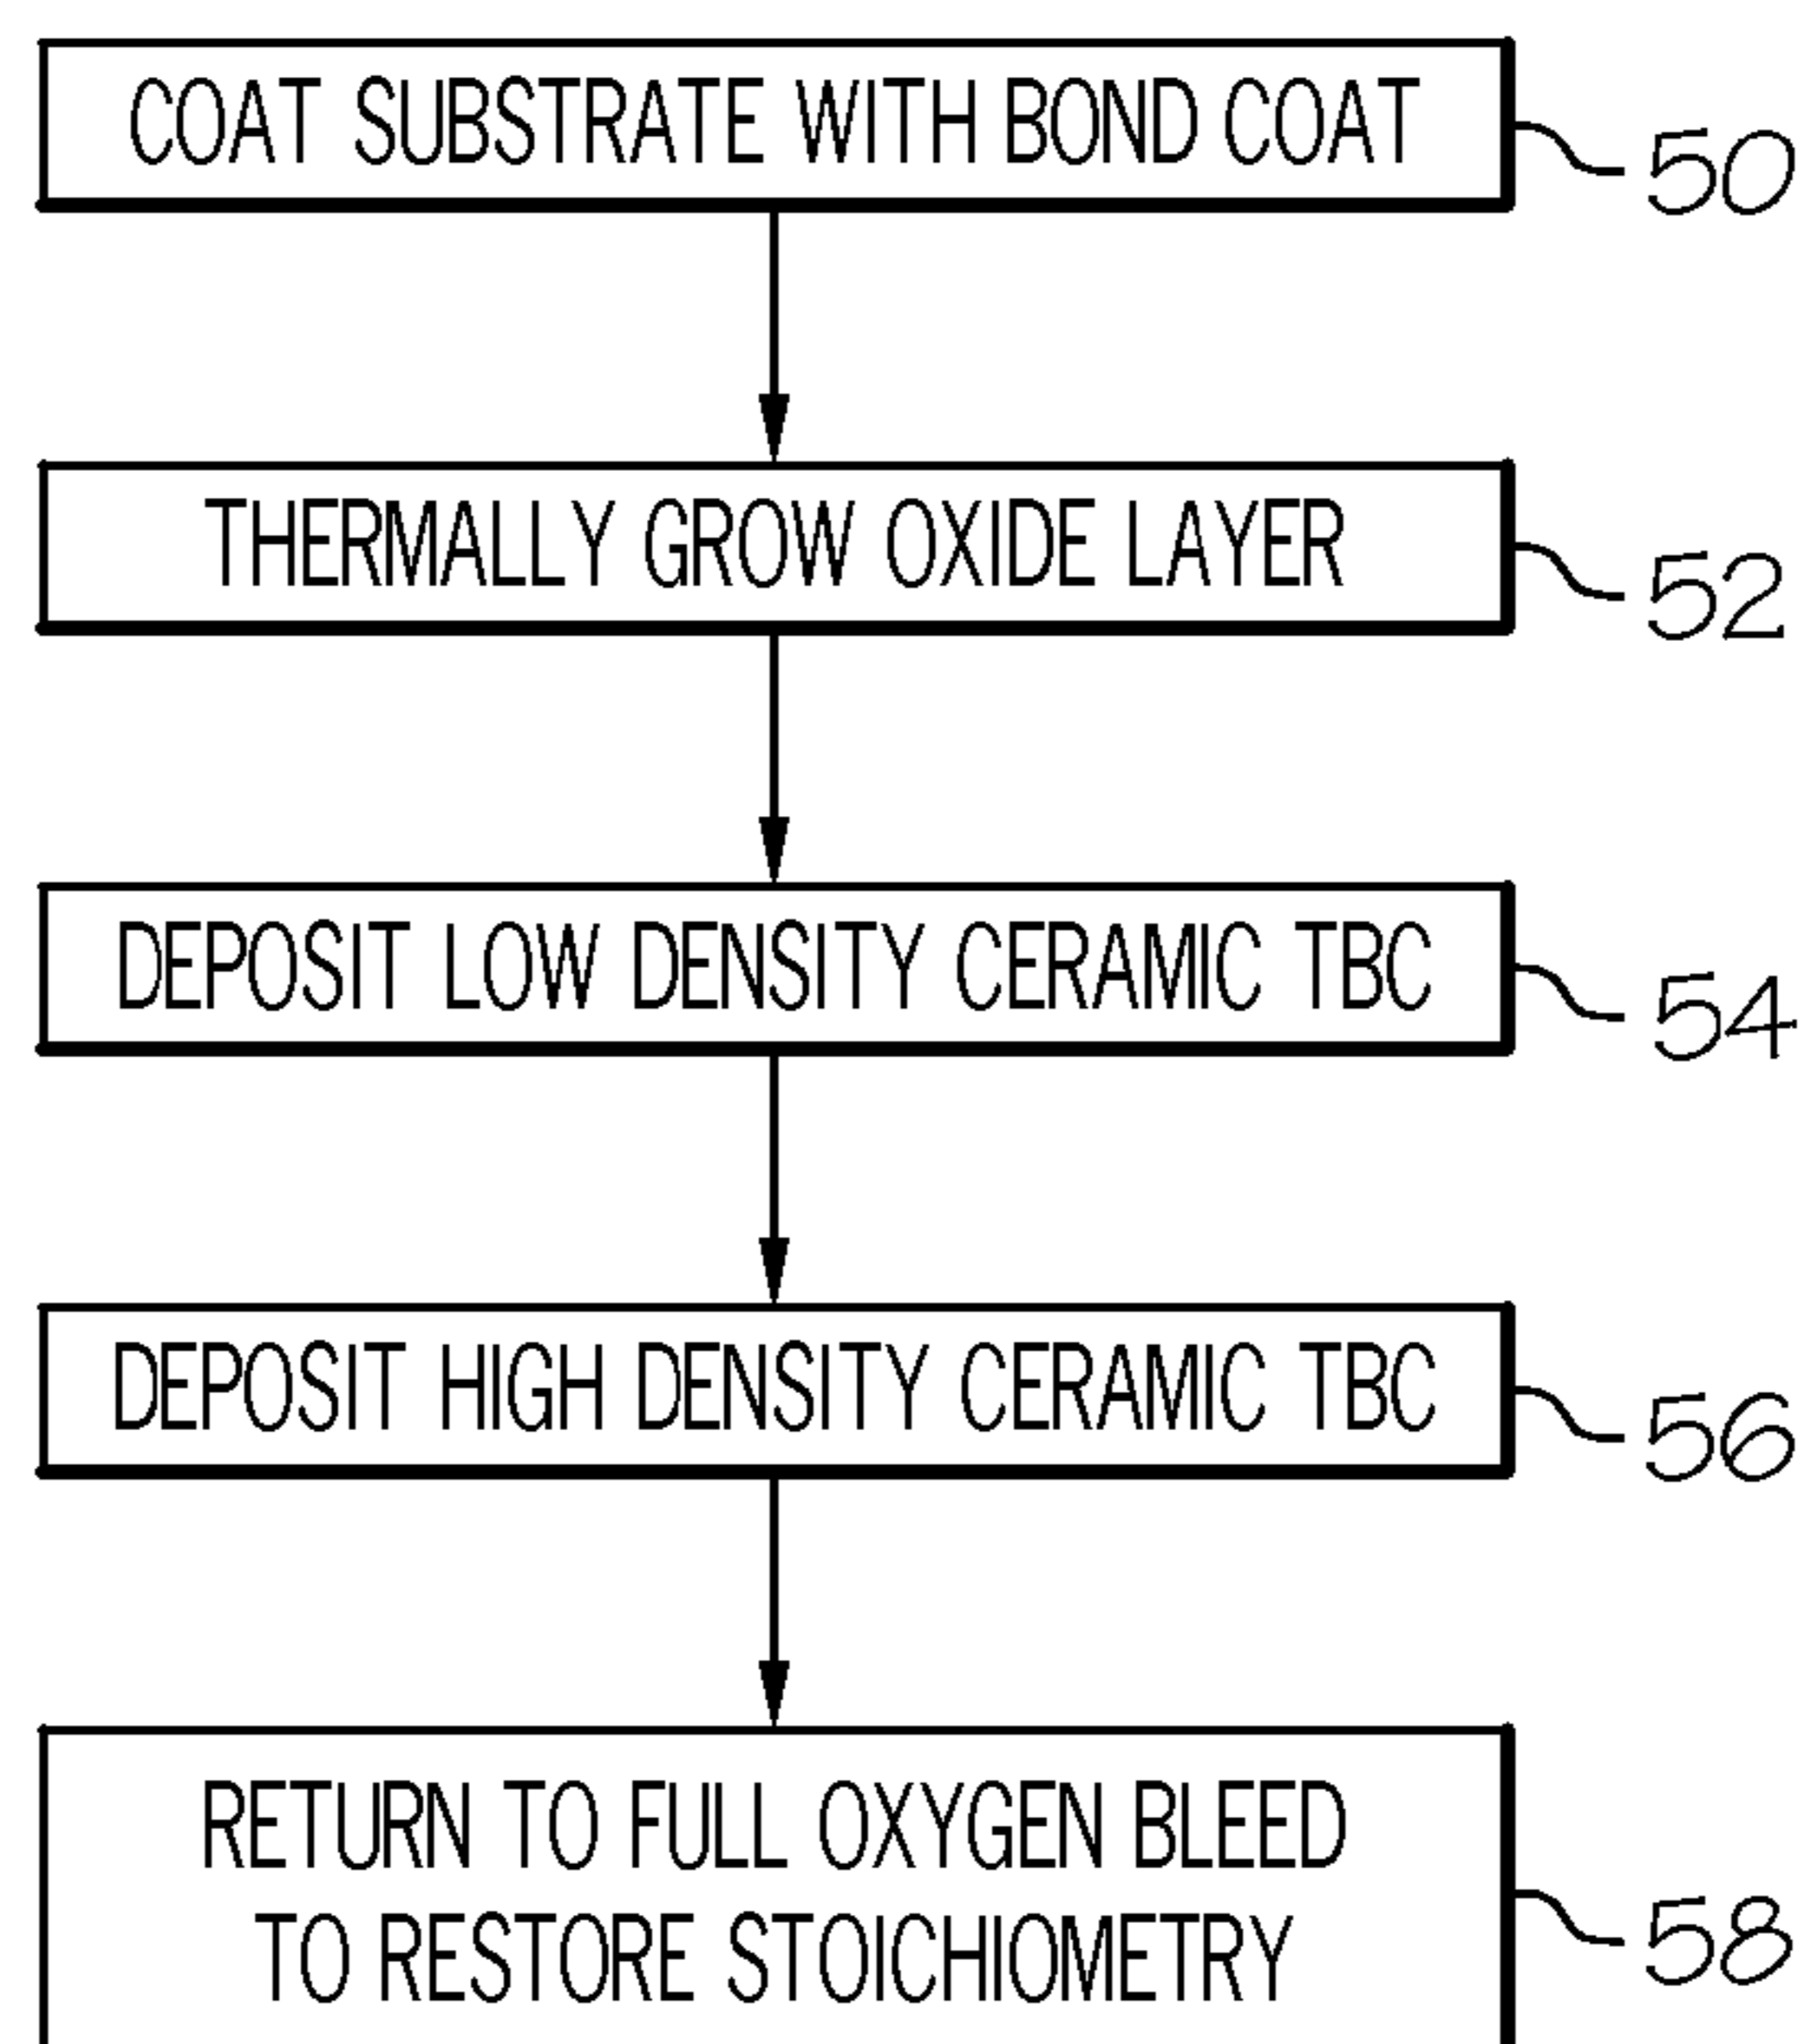 COAT SUBSTRATE WITH BOND COAT
50
THERMALLY GROW OXIDE LAYER
52
DEPOSIT LOW DENSITY CERAMIC TBC
54
DEPOSIT HIGH DENSITY CERAMIC TBC
56
RETURN TO FULL OXYGEN BLEED
TO RESTORE STOICHIOMETRY
58